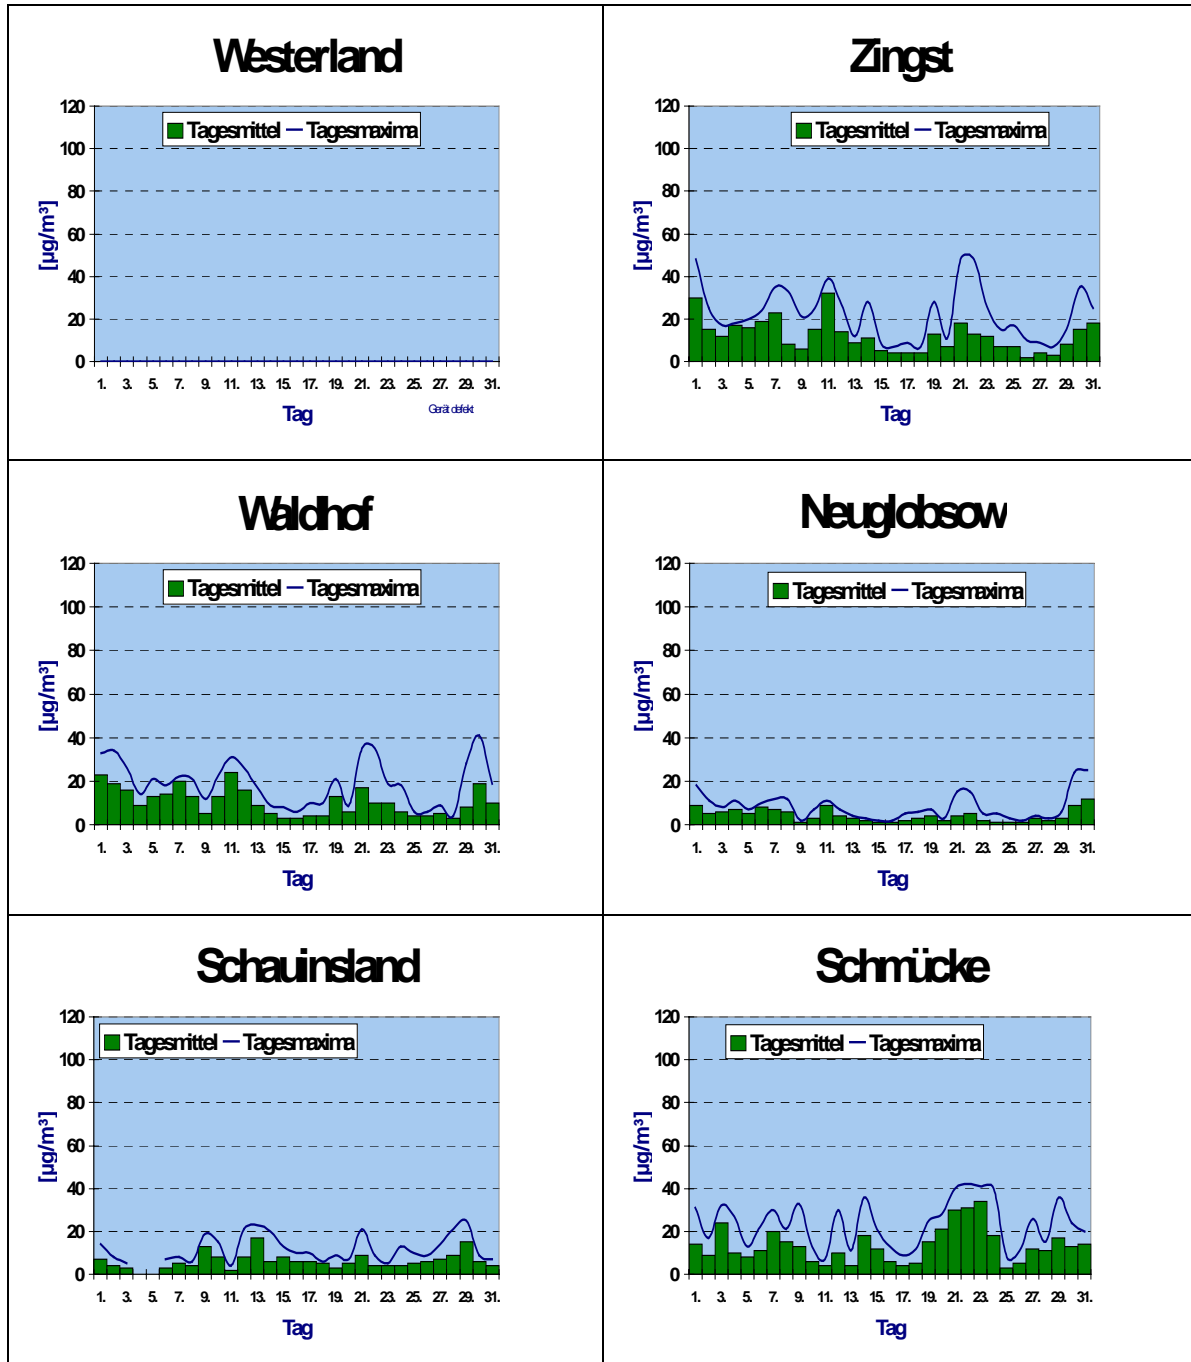 Westerland
120
100
80
60
40
20
0
[µg/m³]
Tagesmittel Tagesmaxima
1. 3. 5. 7. 9. 11. 13. 15. 17. 19. 21. 23. 25. 27. 29. 31.
Tag
Gerät defekt
Zingst
120
100
80
60
40
20
0
[µg/m³]
Tagesmittel Tagesmaxima
1. 3. 5. 7. 9. 11. 13. 15. 17. 19. 21. 23. 25. 27. 29. 31.
Tag
Waldhof
120
100
80
60
40
20
0
[µg/m³]
Tagesmittel Tagesmaxima
1. 3. 5. 7. 9. 11. 13. 15. 17. 19. 21. 23. 25. 27. 29. 31.
Tag
Neuglobsow
120
100
80
60
40
20
0
[µg/m³]
Tagesmittel Tagesmaxima
1. 3. 5. 7. 9. 11. 13. 15. 17. 19. 21. 23. 25. 27. 29. 31.
Tag
Schauinsland
120
100
80
60
40
20
0
[µg/m³]
Tagesmittel Tagesmaxima
1. 3. 5. 7. 9. 11. 13. 15. 17. 19. 21. 23. 25. 27. 29. 31.
Tag
Schmücke
120
100
80
60
40
20
0
[µg/m³]
Tagesmittel Tagesmaxima
1. 3. 5. 7. 9. 11. 13. 15. 17. 19. 21. 23. 25. 27. 29. 31.
Tag